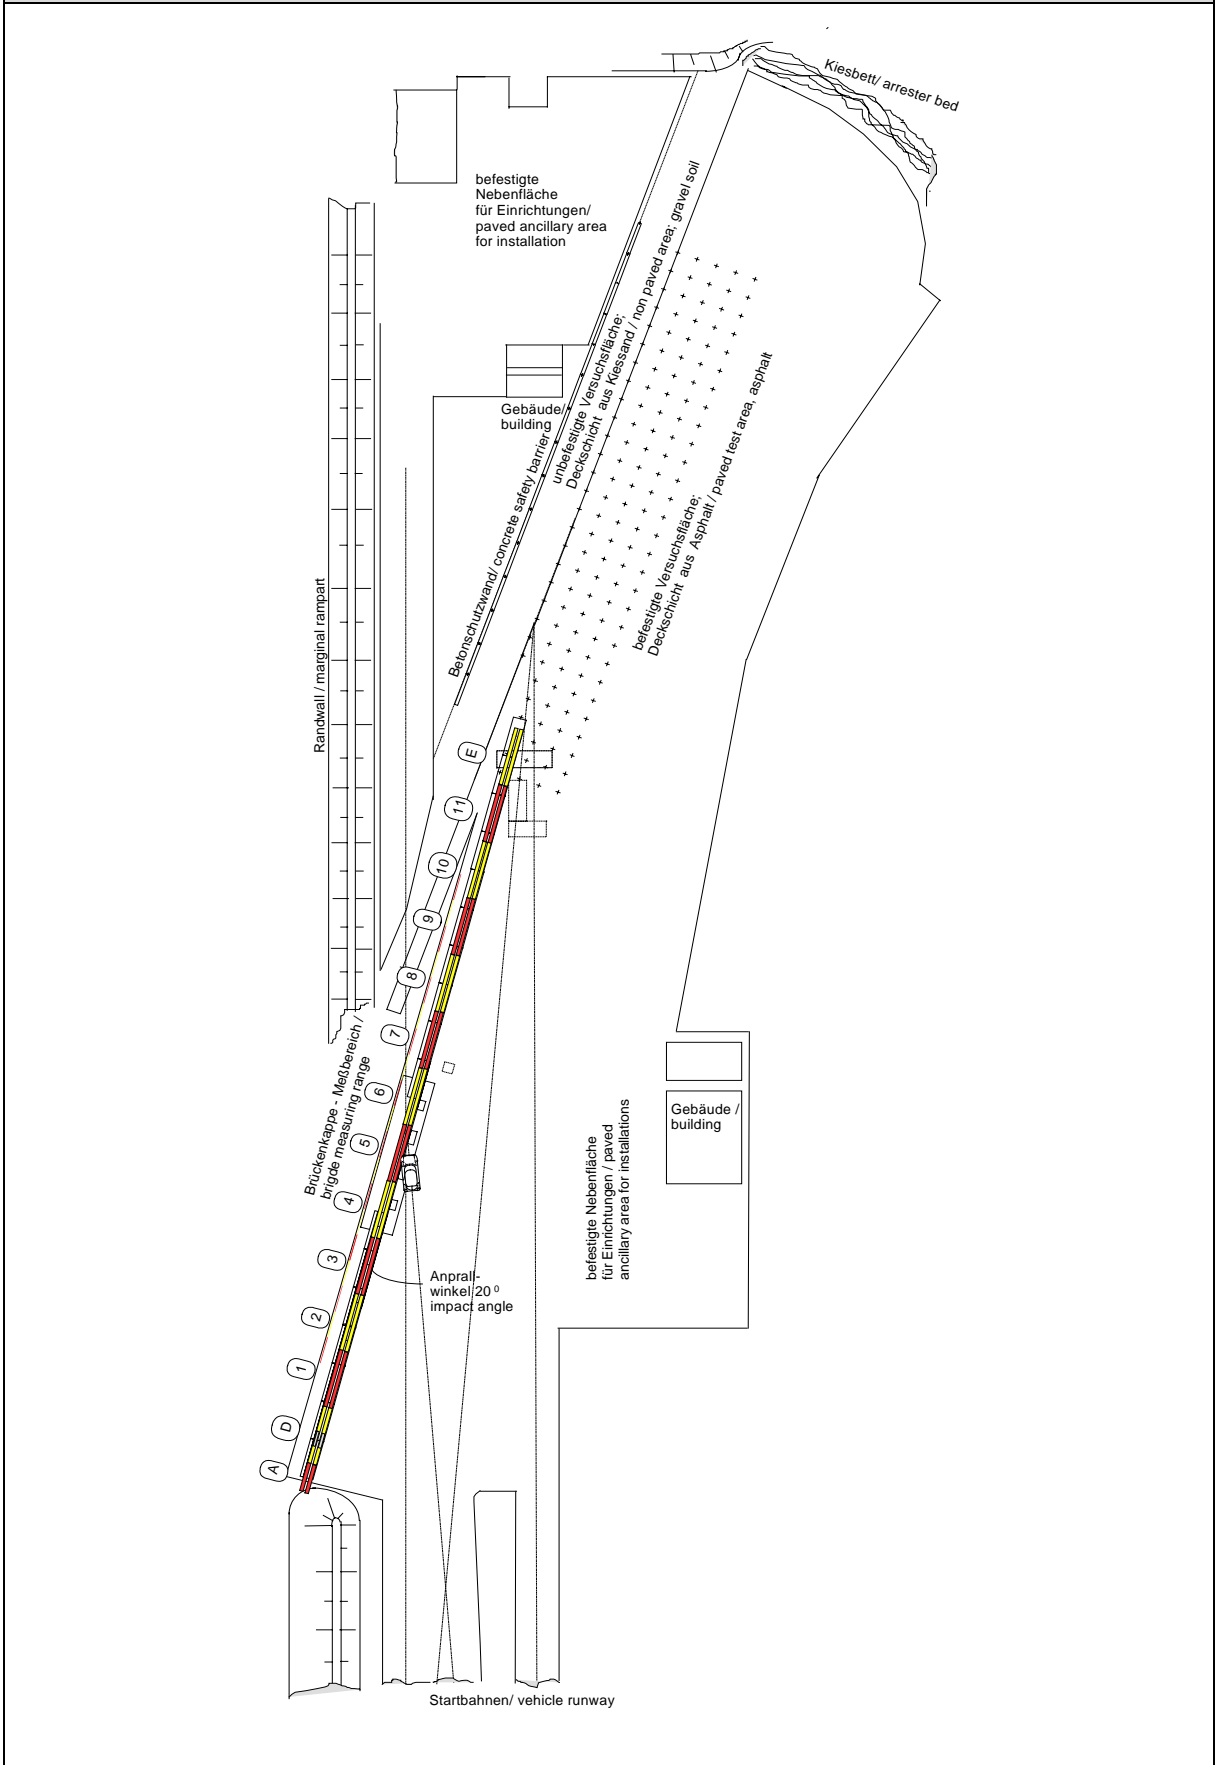 Kiesbett/ arrester bed
befestigte
Nebenfläche
für Einrichtungen/
paved ancillary area
for installation
unbefestigte Versuchsfläche;
Deckschicht aus Kiessand / non paved area; gravel soil
Gebäude/
building
Betonschutzwand/ concrete safety barrier
befestigte Versuchsfläche;
Deckschicht aus Asphalt / paved test area, asphalt
Randwall / marginal rampart
E
11
10
9
8
7
6
5
4
3
2
1
D
A
Brückenkappe - Meßbereich /
brigde measuring range
Gebäude /
building
befestigte Nebenfläche
für Einrichtungen / paved
ancillary area for installations
Anprall-
winkel 20 0
impact angle
Startbahnen/ vehicle runway